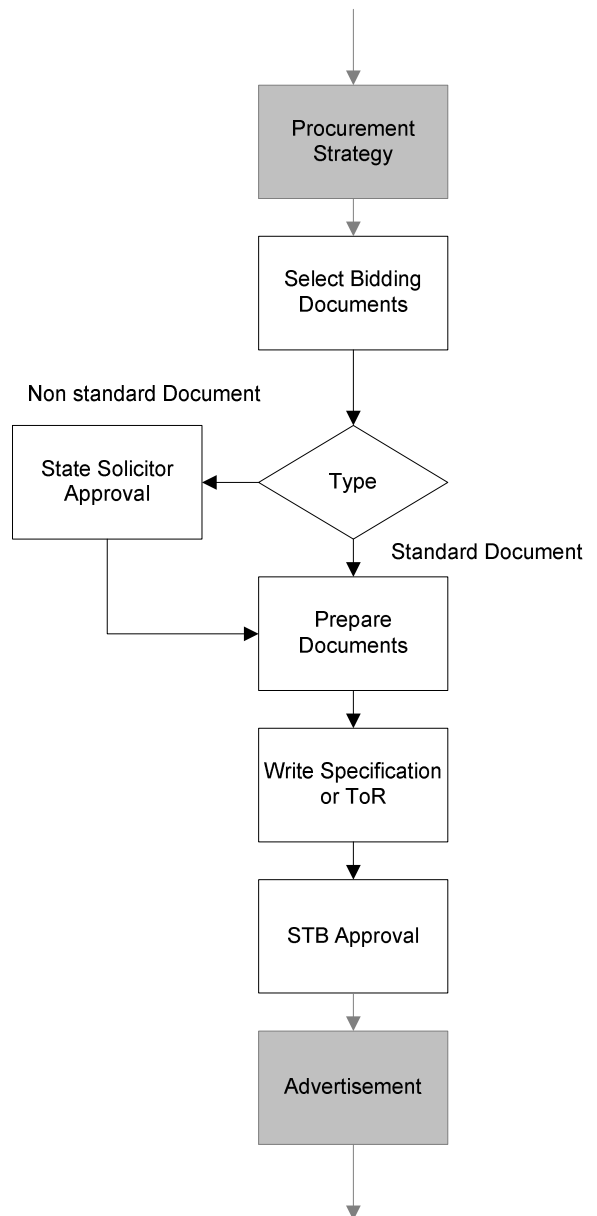 Procurement
Strategy
Select Bidding
Documents
Non standard Document
State Solicitor
Approval
Type
Standard Document
Prepare
Documents
Write Specification
or ToR
STB Approval
Advertisement